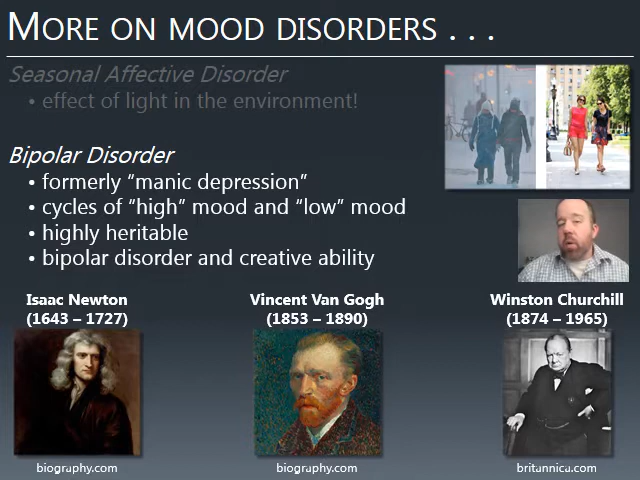 MORE ON MOOD DISORDERS . . .
Seasonal Affective Disorder
• effect of light in the environment!
Bipolar Disorder
• formerly “manic depression”
• cycles of “high” mood and “low” mood
• highly heritable
• bipolar disorder and creative ability
Isaac Newton
(1643 – 1727)
Vincent Van Gogh
(1853 – 1890)
Winston Churchill
(1874 – 1965)
biography.com
biography.com
britannica.com